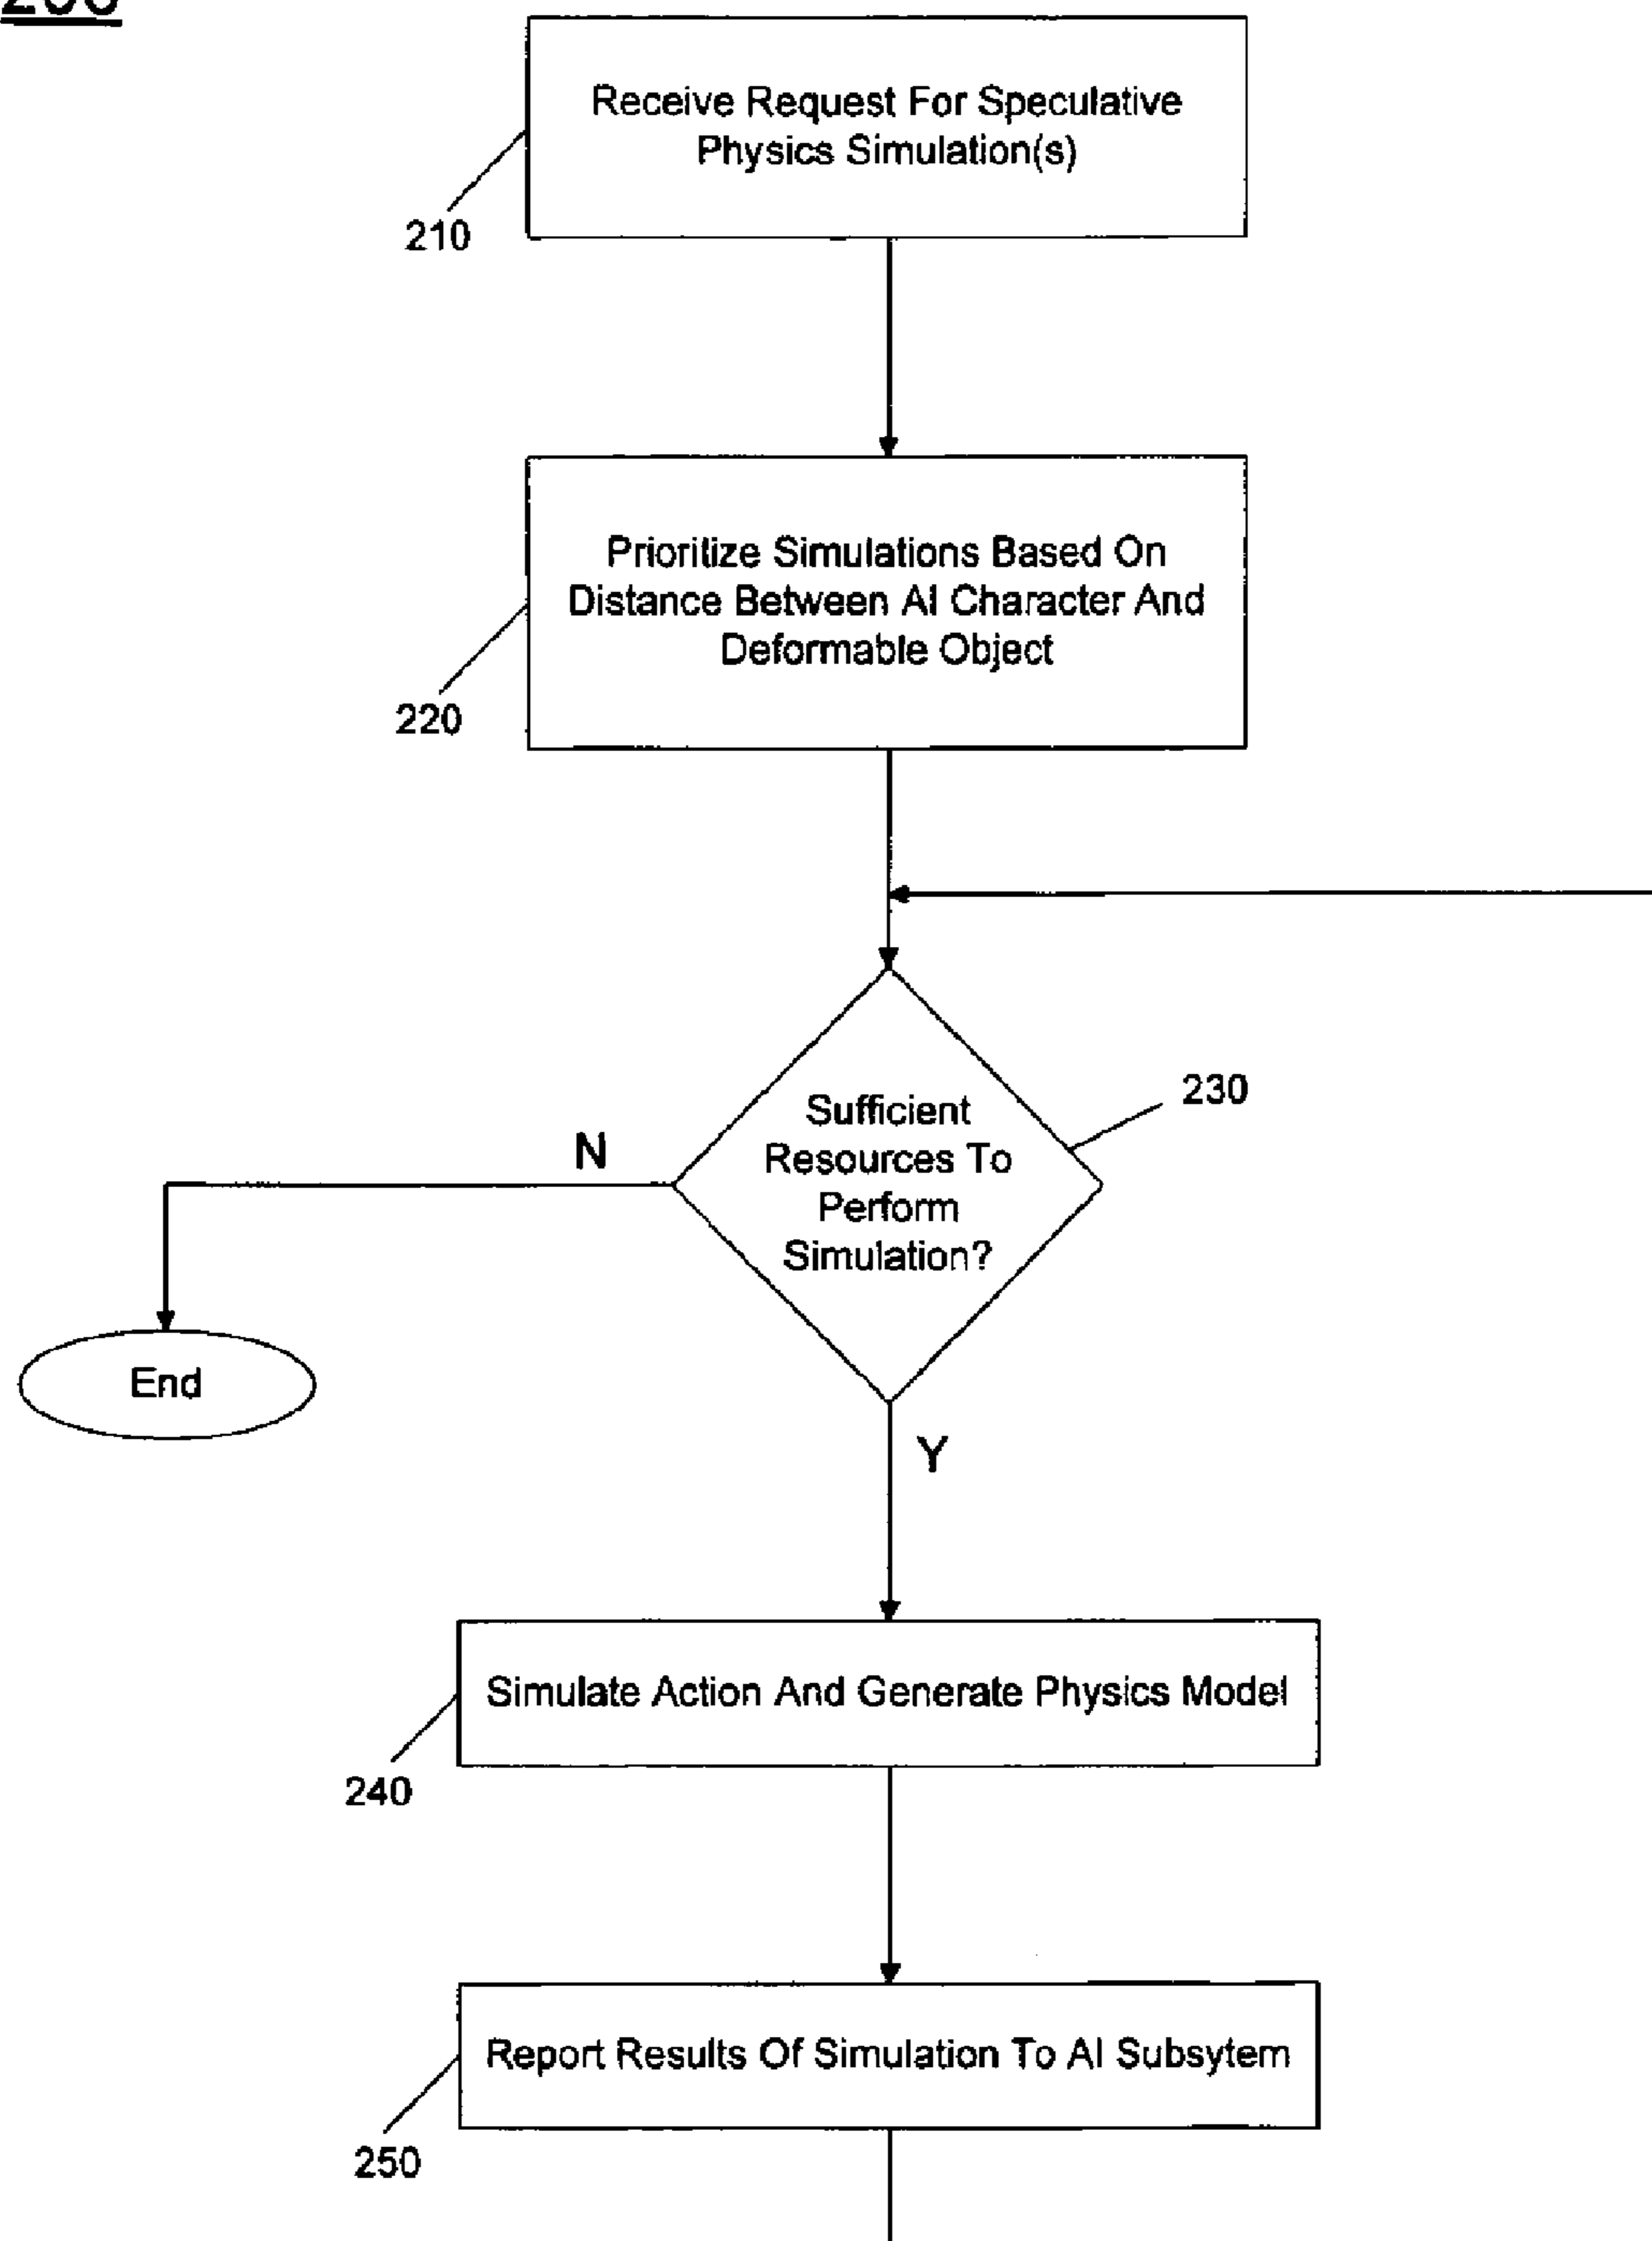 Receive Request For Speculative
Physics Simulation(s)
210
Prioritize Simulations Based On
Distance Between AI Character And
Deformable Object
220
Sufficient
Resources To
Perform
Simulation?
230
N
End
Y
Simulate Action And Generate Physics Model
240
Report Results Of Simulation To AI Subsytem
250